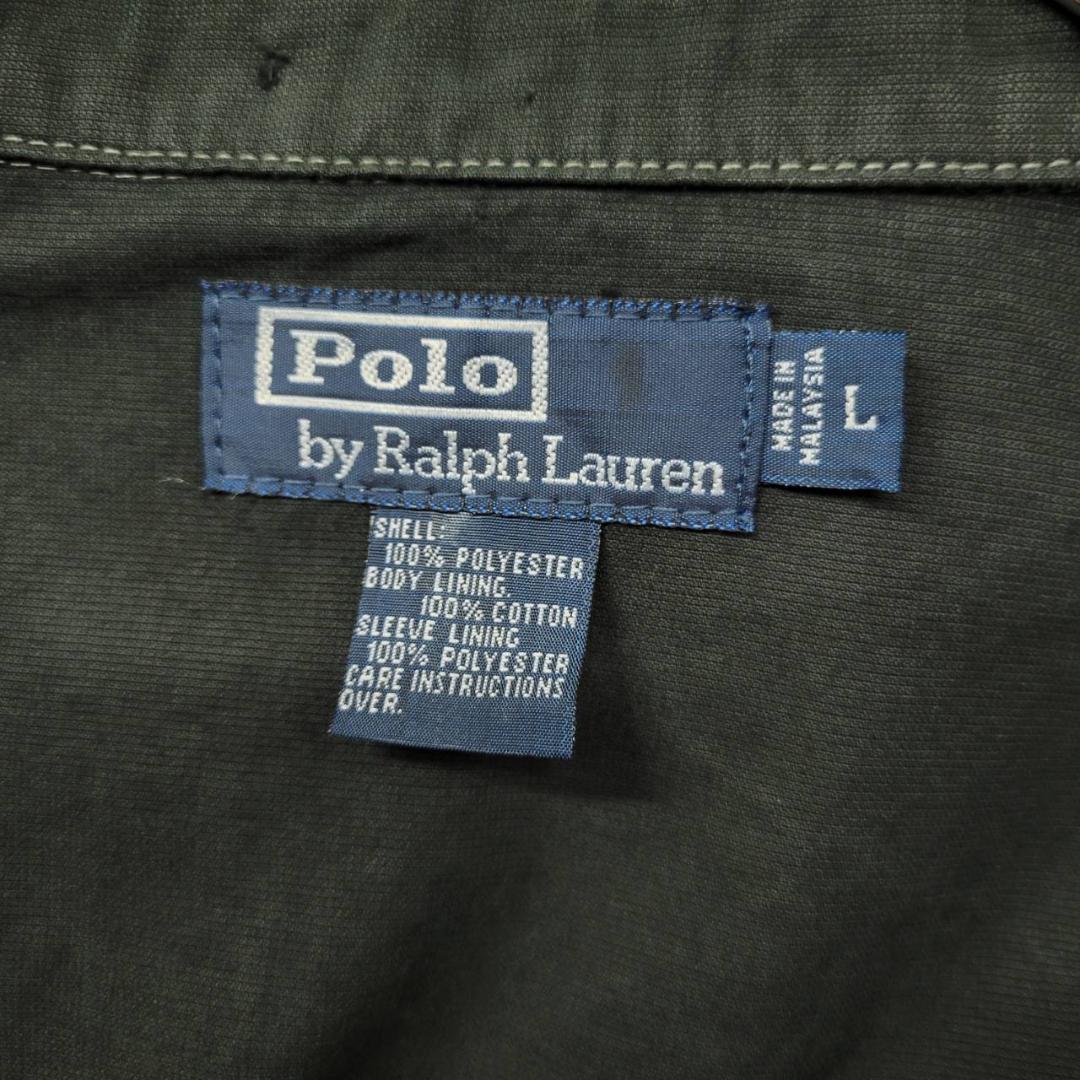 Polo
by Ralph Lauren
MADE IN
MALAYSIA
L
SHELL:
100% POLYESTER
BODY LINING.
100% COTTON
SLEEVE LINING
100% POLYESTER
CARE INSTRUCTIONS
OVER.